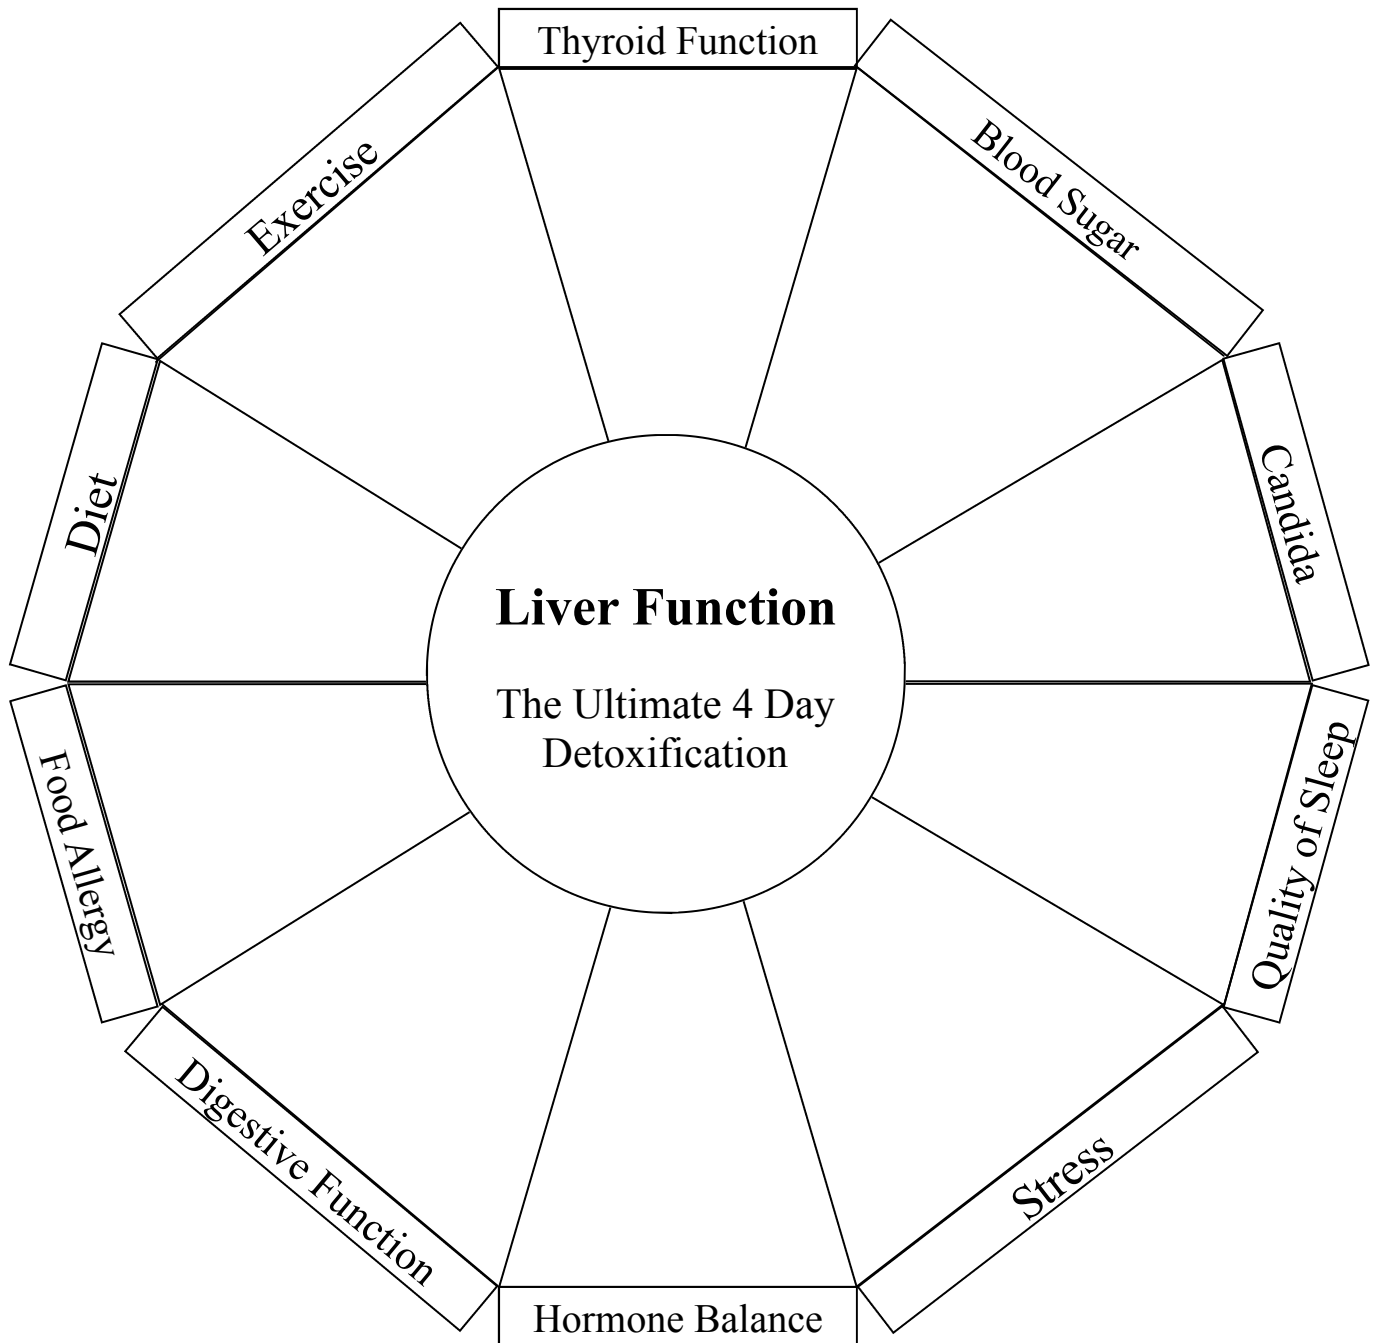 Thyroid Function
Blood Sugar
Candida
Quality of Sleep
Stress
Hormone Balance
Digestive Function
Food Allergy
Diet
Exercise
Liver Function
The Ultimate 4 Day
Detoxification